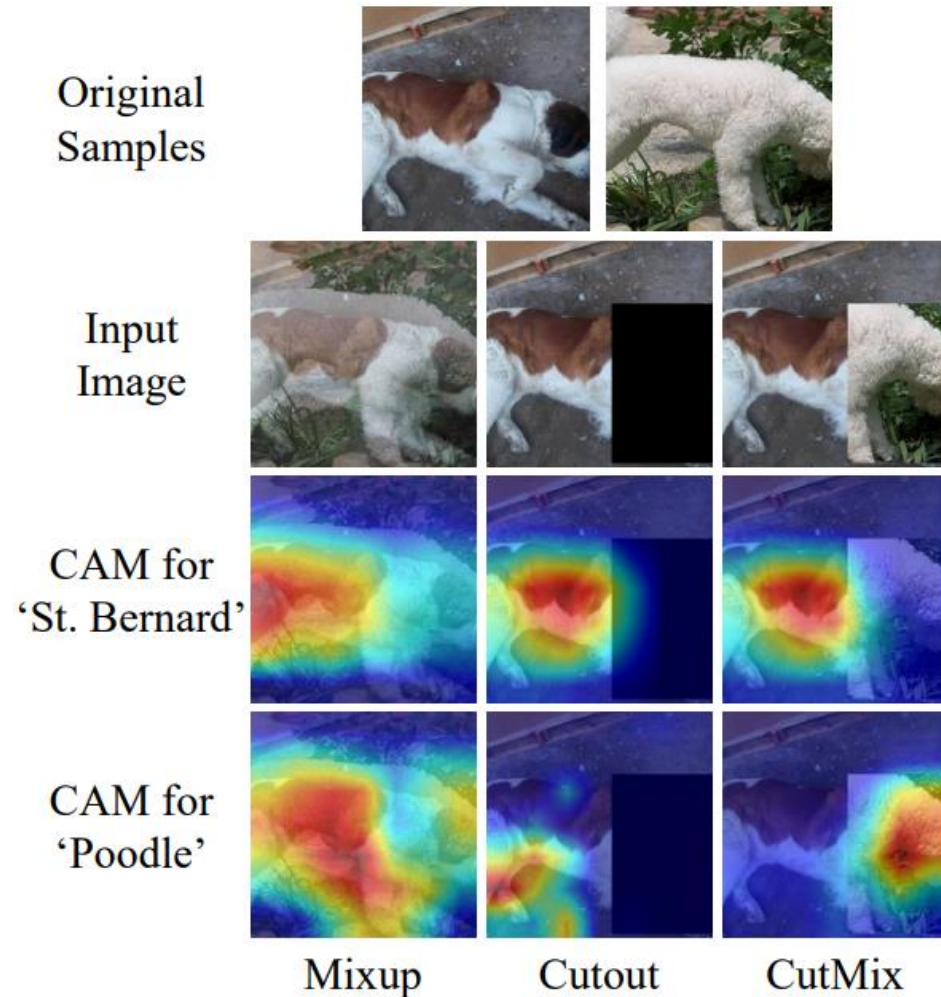 Original
Samples
Input
Image
CAM for
‘St. Bernard’
CAM for
‘Poodle’
Mixup Cutout CutMix